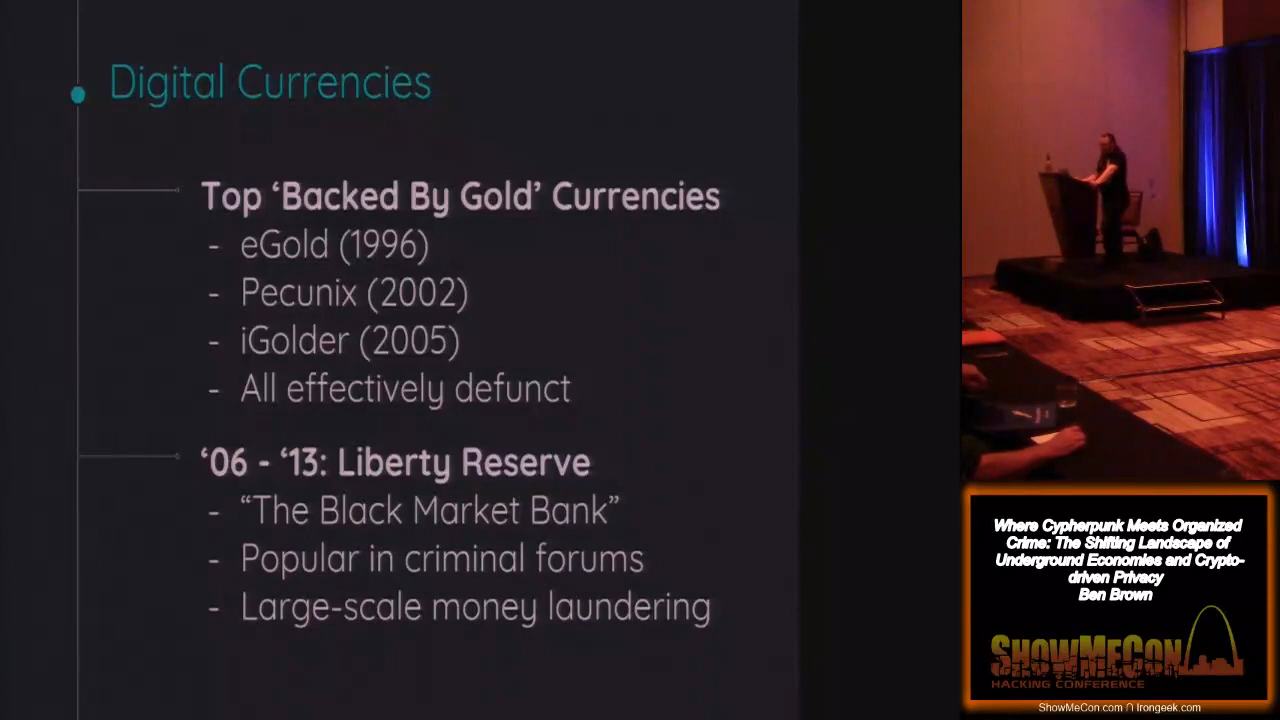 Digital Currencies
Top ‘Backed By Gold’ Currencies
- eGold (1996)
- Pecunix (2002)
- iGolder (2005)
- All effectively defunct
‘06 - ‘13: Liberty Reserve
- “The Black Market Bank”
- Popular in criminal forums
- Large-scale money laundering
Where Cypherpunk Meets Organized
Crime: The Shifting Landscape of
Underground Economies and Crypto-
driven Privacy
Ben Brown
SHOWMECON
HACKING CONFERENCE
ShowMeCon.com ∩ Irongeek.com